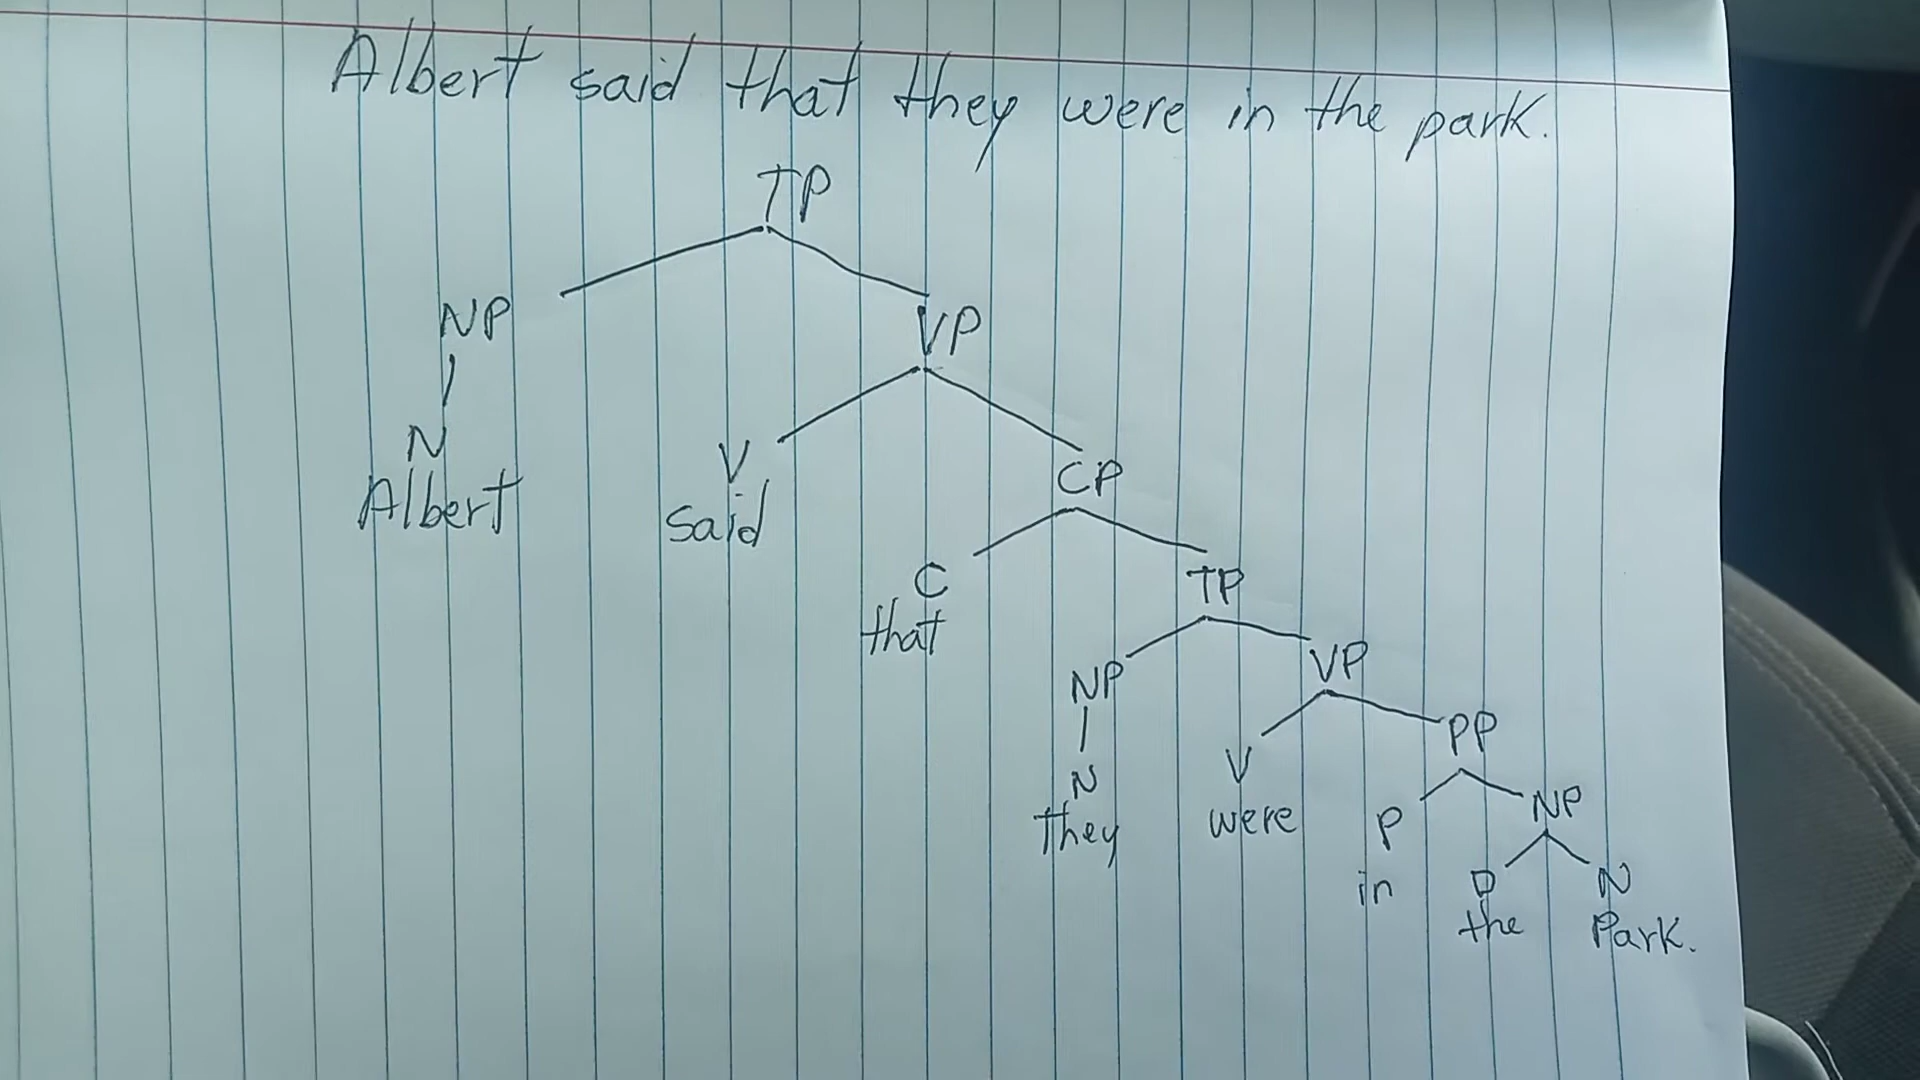 Albert said that they were in the park.
TP
NP VP
N V CP
Albert said
C TP
that
NP VP
N V PP
they were
P NP
in
D N
the Park.